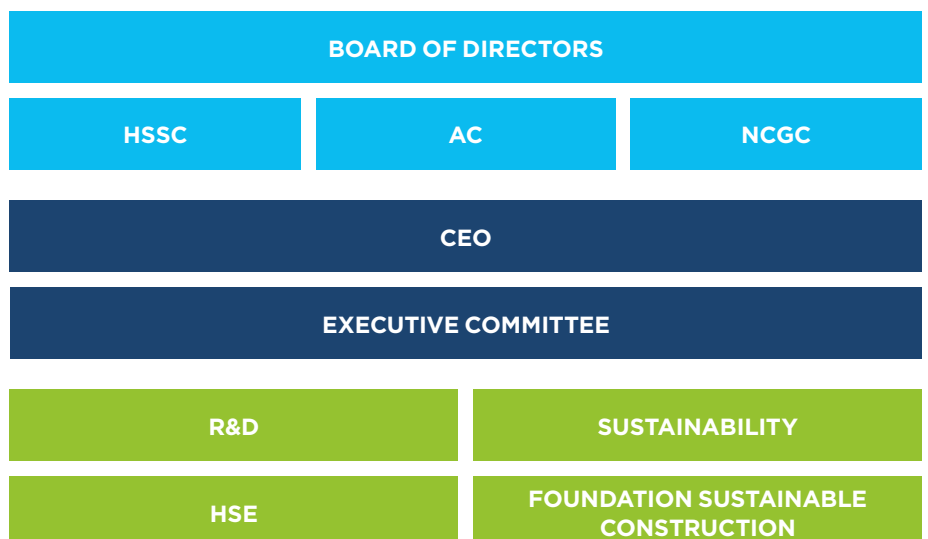 BOARD OF DIRECTORS
HSSC
AC
NCGC
CEO
EXECUTIVE COMMITTEE
R&D
SUSTAINABILITY
HSE
FOUNDATION SUSTAINABLE
CONSTRUCTION